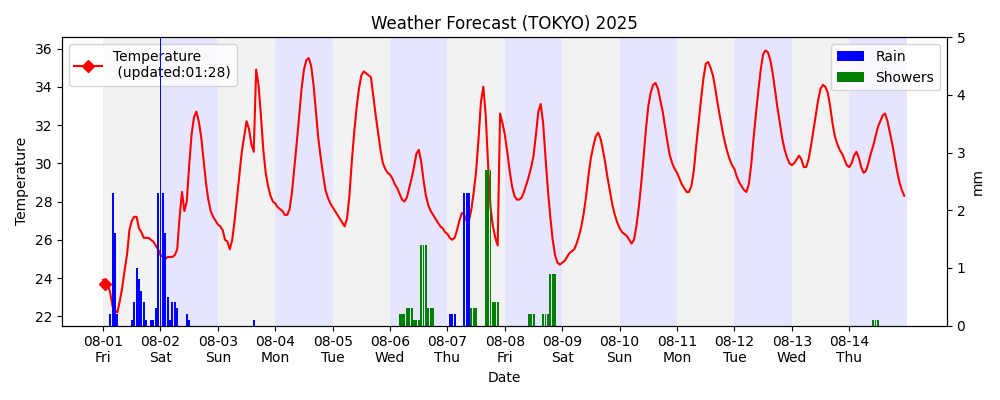 Weather Forecast (TOKYO) 2025
Temperature
(updated:01:28)
Rain
Showers
36
34
32
30
28
26
24
22
Temperature
5
4
3
2
1
0
mm
08-01 08-02 08-03 08-04 08-05 08-06 08-07 08-08 08-09 08-10 08-11 08-12 08-13 08-14
Fri Sat Sun Mon Tue Wed Thu Fri Sat Sun Mon Tue Wed Thu
Date